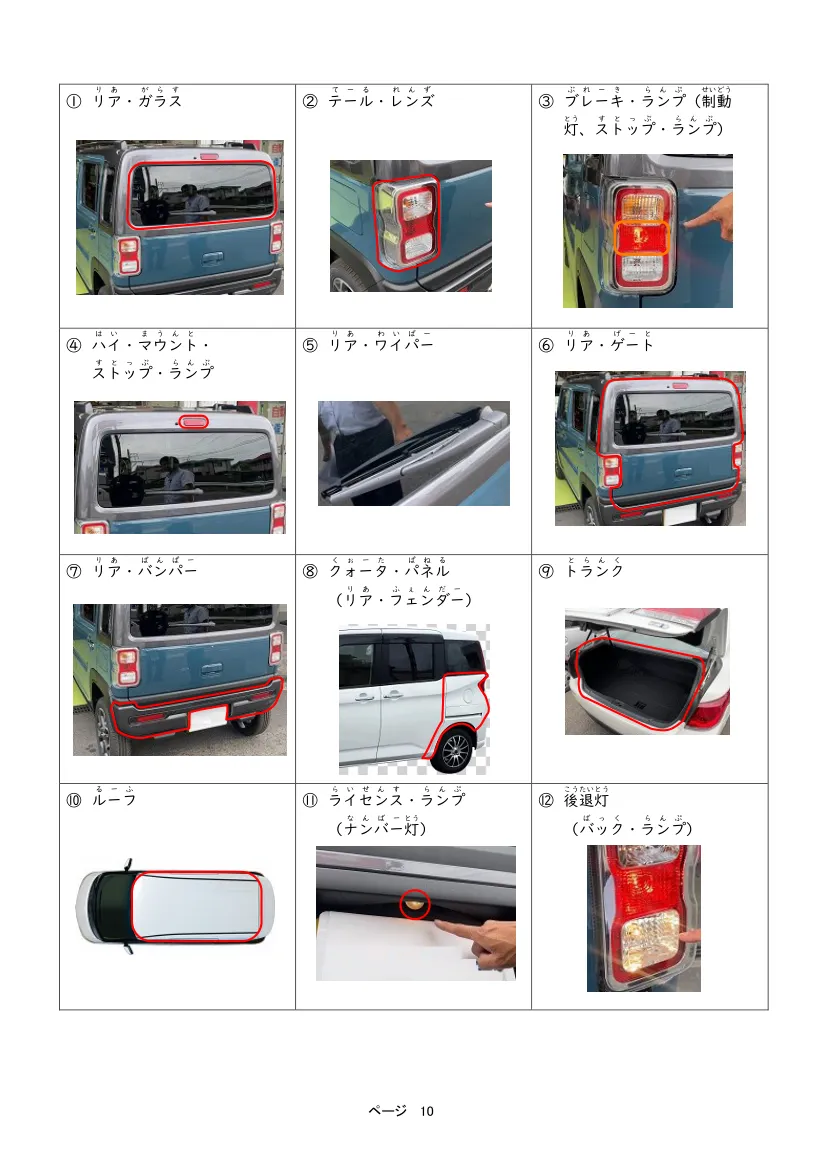 り あ が ら す
① リア・ガラス
て ー る れ ん ず
② テール・レンズ
ぶ れ ー き ら ん ぷ せいどう
③ ブレーキ・ランプ（制動
とう す と っ ぷ ら ん ぷ
灯、ストップ・ランプ）
は い ま う ん と
④ ハイ・マウント・
す と っ ぷ ら ん ぷ
ストップ・ランプ
り あ わ い ぱ ー
⑤ リア・ワイパー
り あ げ ー と
⑥ リア・ゲート
り あ ば ん ぱ ー
⑦ リア・バンパー
く ぉ ー た ぱ ね る
⑧ クォータ・パネル
り あ ふ ぇ ん だ ー
（リア・フェンダー）
と ら ん く
⑨ トランク
る ー ふ
⑩ ルーフ
ら い せ ん す ら ん ぷ
⑪ ライセンス・ランプ
な ん ば ー とう
（ナンバー灯）
こうたいとう
⑫ 後退灯
ば っ く ら ん ぷ
（バック・ランプ）
ページ 10